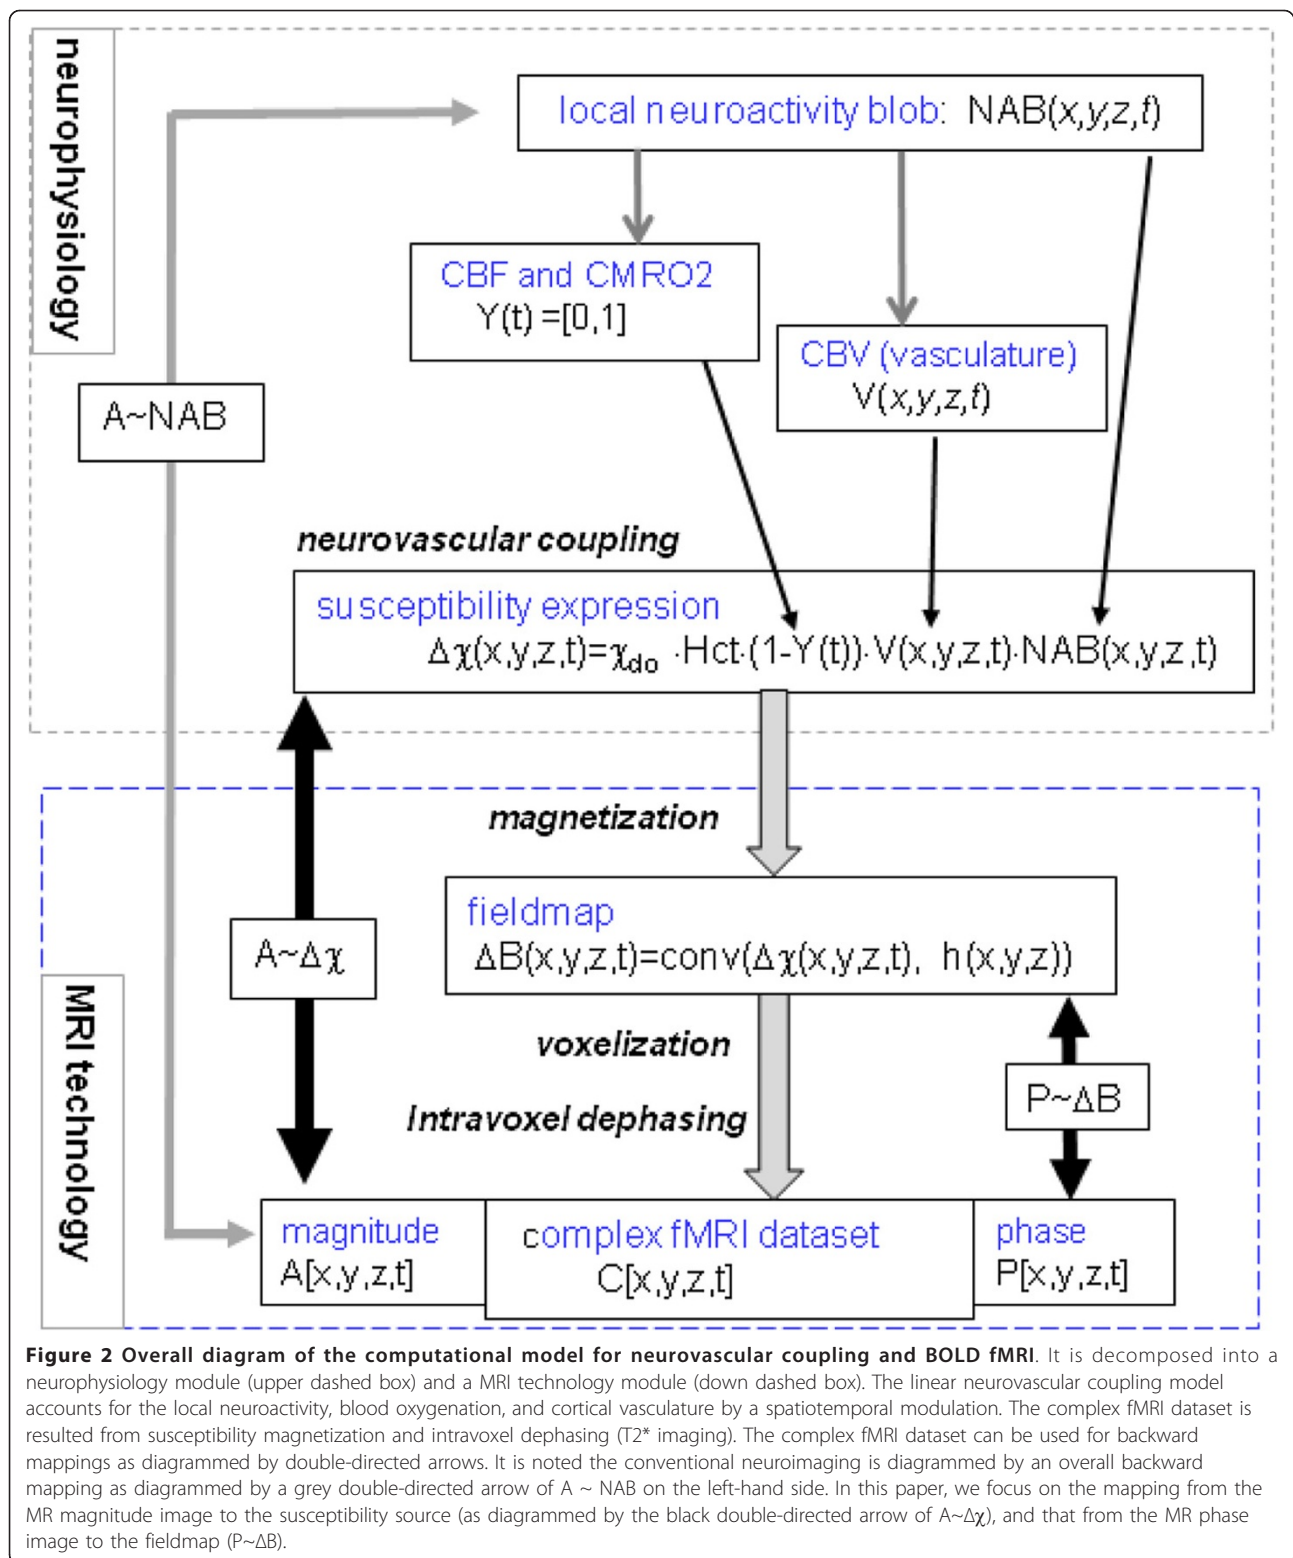 neurophysiology
local neuroactivity blob: NAB(x,y,z,t)
CBF and CMRO2
Y(t) =[0,1]
CBV (vasculature)
V(x,y,z,t)
A~NAB
neurovascular coupling
susceptibility expression
Δχ(x,y,z,t)=χdo ·Hct·(1-Y(t))·V(x,y,z,t)·NAB(x,y,z,t)
magnetization
fieldmap
ΔB(x,y,z,t)=conv(Δχ(x,y,z,t), h(x,y,z))
A~Δχ
MRI technology
voxelization
Intravoxel dephasing
P~ΔB
magnitude
A[x,y,z,t]
complex fMRI dataset
C[x,y,z,t]
phase
P[x,y,z,t]
Figure 2 Overall diagram of the computational model for neurovascular coupling and BOLD fMRI. It is decomposed into a
neurophysiology module (upper dashed box) and a MRI technology module (down dashed box). The linear neurovascular coupling model
accounts for the local neuroactivity, blood oxygenation, and cortical vasculature by a spatiotemporal modulation. The complex fMRI dataset is
resulted from susceptibility magnetization and intravoxel dephasing (T2* imaging). The complex fMRI dataset can be used for backward
mappings as diagrammed by double-directed arrows. It is noted the conventional neuroimaging is diagrammed by an overall backward
mapping as diagrammed by a grey double-directed arrow of A ~ NAB on the left-hand side. In this paper, we focus on the mapping from the
MR magnitude image to the susceptibility source (as diagrammed by the black double-directed arrow of A~Δχ), and that from the MR phase
image to the fieldmap (P~ΔB).